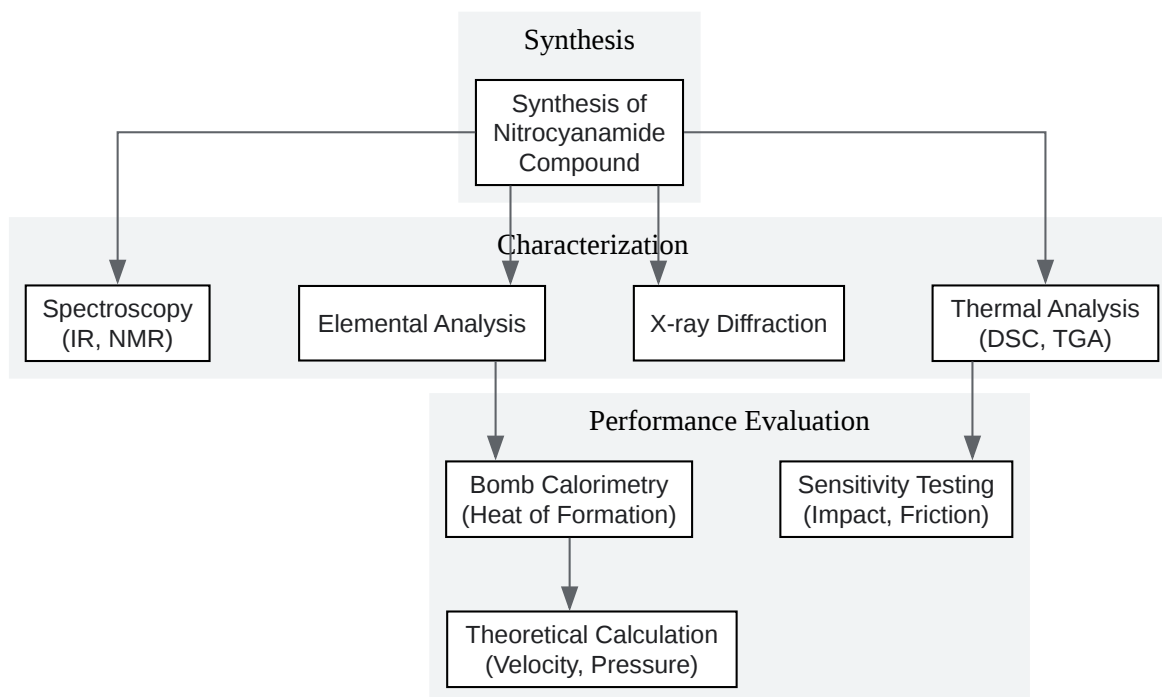 Synthesis
Synthesis of
Nitrocyanamide
Compound
Characterization
Spectroscopy
(IR, NMR)
Elemental Analysis
X-ray Diffraction
Thermal Analysis
(DSC, TGA)
Performance Evaluation
Bomb Calorimetry
(Heat of Formation)
Sensitivity Testing
(Impact, Friction)
Theoretical Calculation
(Velocity, Pressure)